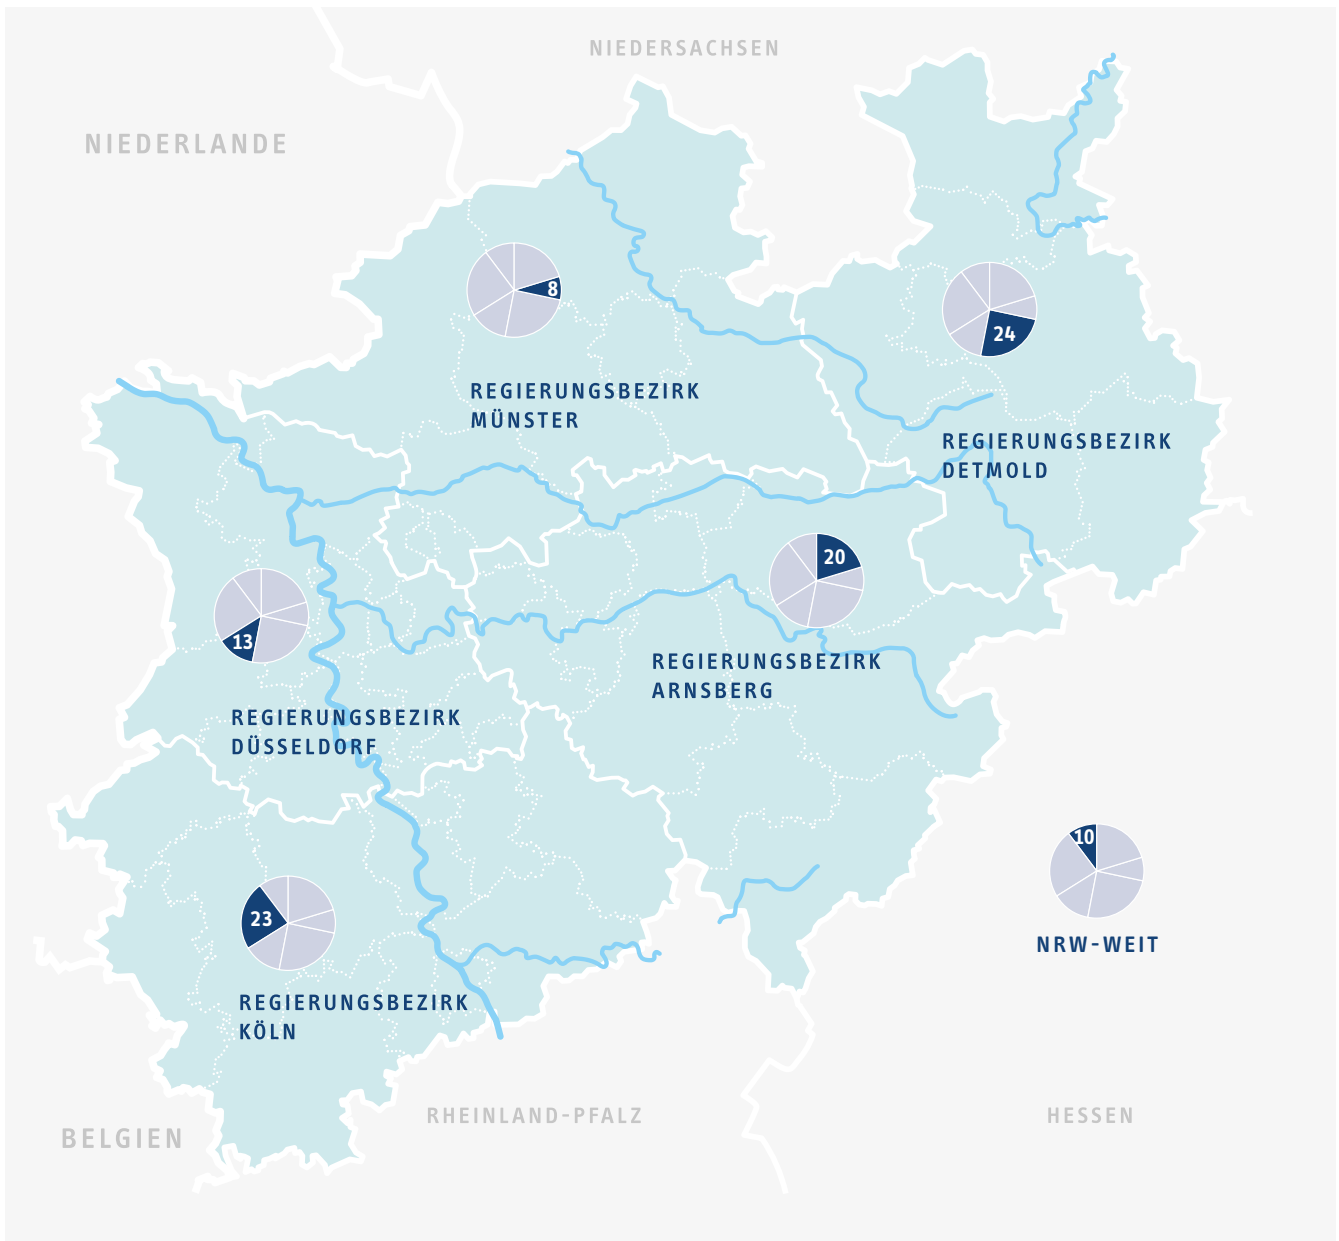 NIEDERSACHSEN
NIEDERLANDE
8
24
REGIERUNGSBEZIRK
MÜNSTER
REGIERUNGSBEZIRK
DETMOLD
20
13
REGIERUNGSBEZIRK
ARNSBERG
REGIERUNGSBEZIRK
DÜSSELDORF
10
23
NRW-WEIT
REGIERUNGSBEZIRK
KÖLN
RHEINLAND-PFALZ
HESSEN
BELGIEN